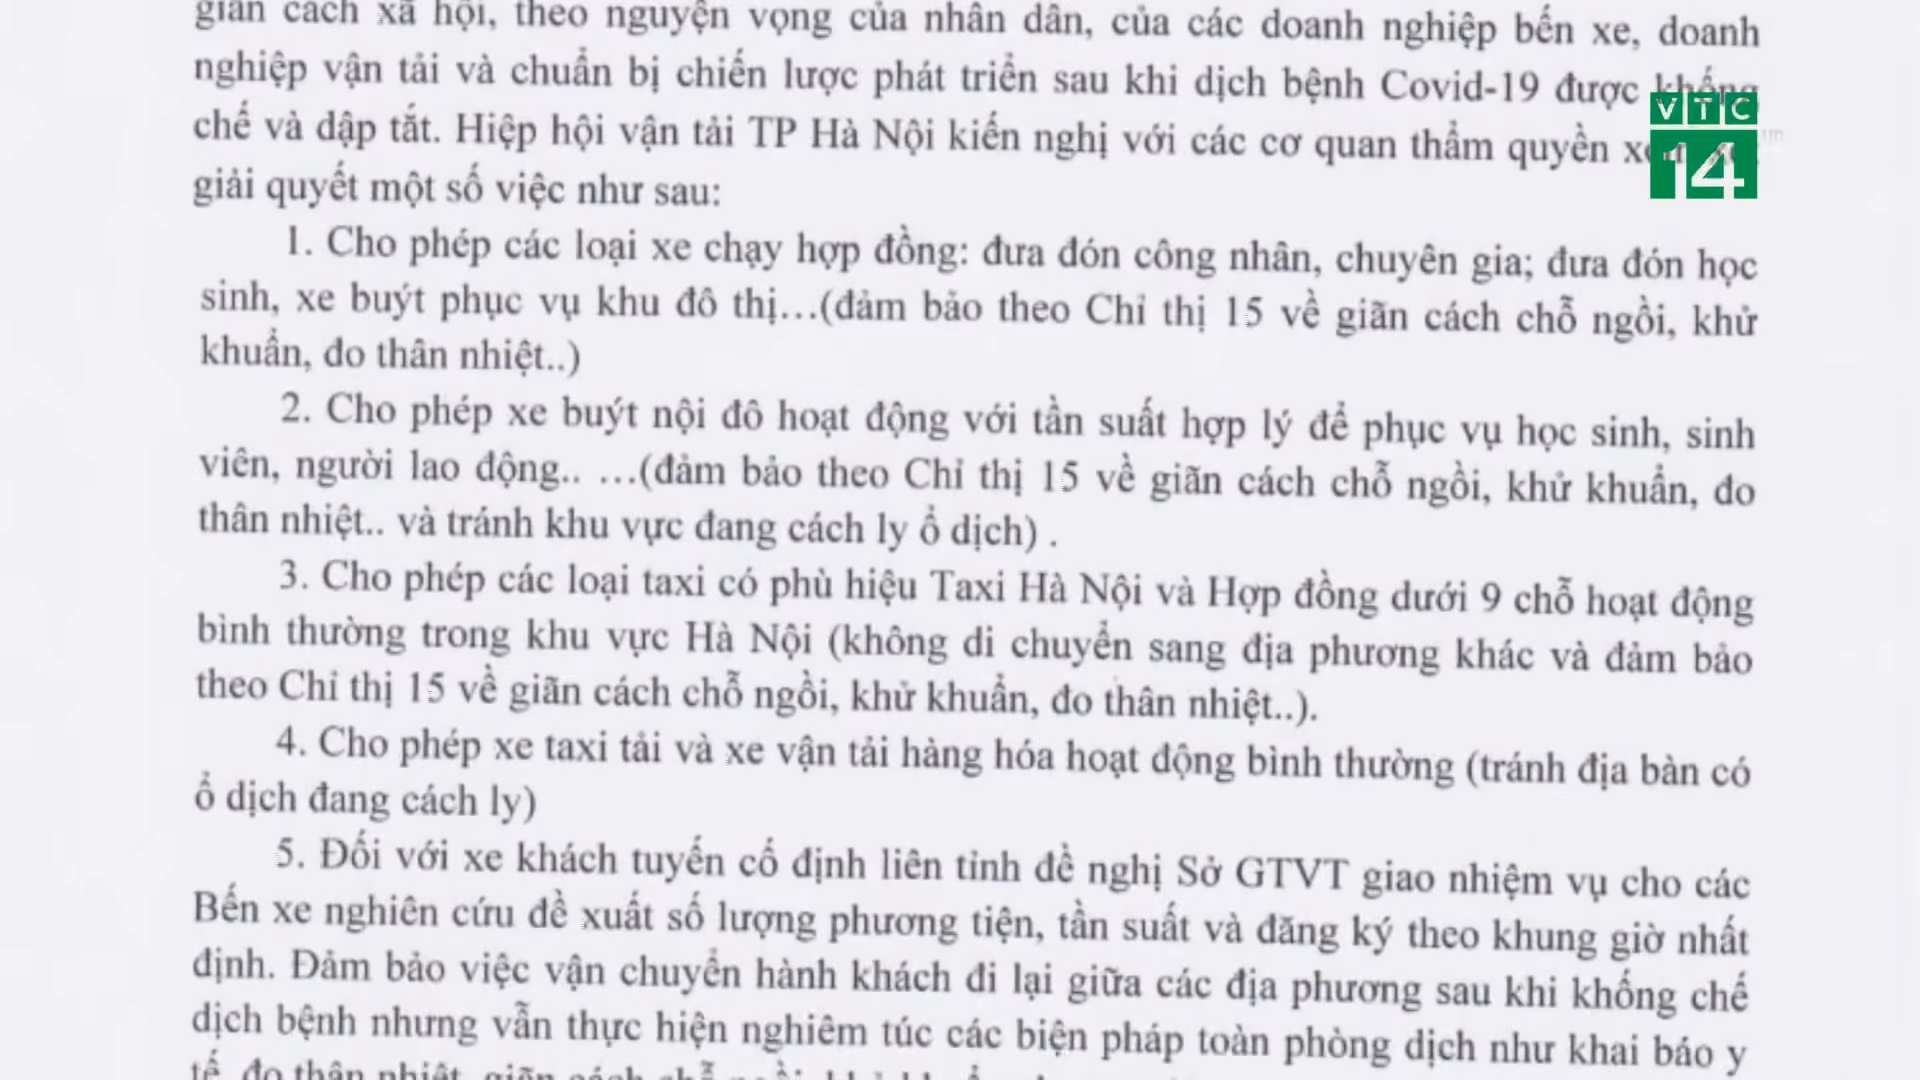 giãn cách xã hội, theo nguyện vọng của nhân dân, của các doanh nghiệp bến xe, doanh
nghiệp vận tải và chuẩn bị chiến lược phát triển sau khi dịch bệnh Covid-19 được khống
VTC
14
chế và dập tắt. Hiệp hội vận tải TP Hà Nội kiến nghị với các cơ quan thẩm quyền
giải quyết một số việc như sau:
1. Cho phép các loại xe chạy hợp đồng: đưa đón công nhân, chuyên gia; đưa đón học
sinh, xe buýt phục vụ khu đô thị…(đảm bảo theo Chỉ thị 15 về giãn cách chỗ ngồi, khử
khuẩn, đo thân nhiệt..)
2. Cho phép xe buýt nội đô hoạt động với tần suất hợp lý để phục vụ học sinh, sinh
viên, người lao động.. …(đảm bảo theo Chỉ thị 15 về giãn cách chỗ ngồi, khử khuẩn, đo
thân nhiệt.. và tránh khu vực đang cách ly ổ dịch) .
3. Cho phép các loại taxi có phù hiệu Taxi Hà Nội và Hợp đồng dưới 9 chỗ hoạt động
bình thường trong khu vực Hà Nội (không di chuyển sang địa phương khác và đảm bảo
theo Chỉ thị 15 về giãn cách chỗ ngồi, khử khuẩn, đo thân nhiệt..).
4. Cho phép xe taxi tải và xe vận tải hàng hóa hoạt động bình thường (tránh địa bàn có
ổ dịch đang cách ly)
5. Đối với xe khách tuyến cố định liên tỉnh đề nghị Sở GTVT giao nhiệm vụ cho các
Bến xe nghiên cứu đề xuất số lượng phương tiện, tần suất và đăng ký theo khung giờ nhất
định. Đảm bảo việc vận chuyển hành khách đi lại giữa các địa phương sau khi khống chế
dịch bệnh nhưng vẫn thực hiện nghiêm túc các biện pháp toàn phòng dịch như khai báo y
tế, đo thân nhiệt, giãn cách chỗ ngồi,